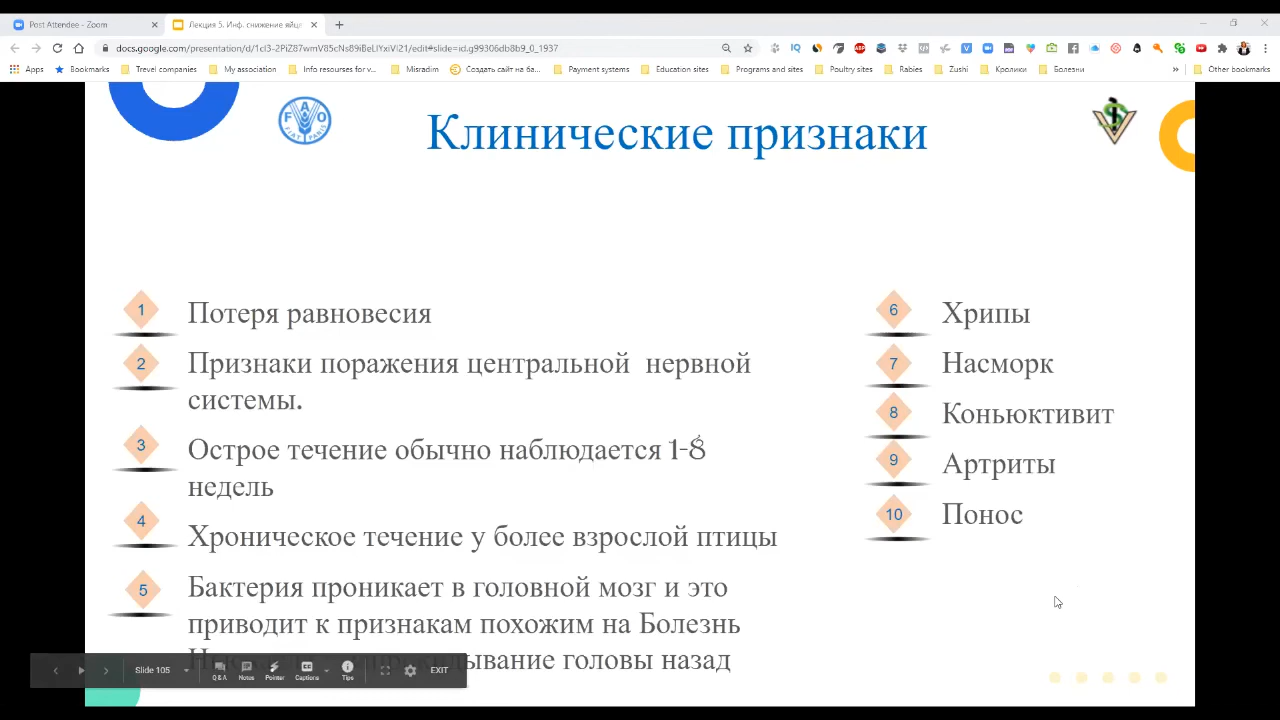 Post Attendee - Zoom
Лекция 5. Инф. снижение яйце
docs.google.com/presentation/d/1cl3-2PiZ87wmV85cNs89iBeLlYxiVl21/edit#slide=id.g99306db8b9_0_1937
Apps Bookmarks Travel companies My association Info resourses for v... Misradim Создать сайт на ба... Payment systems Education sites Programs and sites Poultry sites Rabies Zushi Кролики Болезни » Other bookmarks
FAO
FIAT PANIS
Клинические признаки
1 Потеря равновесия
2 Признаки поражения центральной нервной
системы.
3 Острое течение обычно наблюдается 1-8
недель
4 Хроническое течение у более взрослой птицы
5 Бактерия проникает в головной мозг и это
приводит к признакам похожим на Болезнь
головы назад
6 Хрипы
7 Насморк
8 Коньюктивит
9 Артриты
10 Понос
Slide 105 Q & A Notes Pointer Captions Tips EXIT